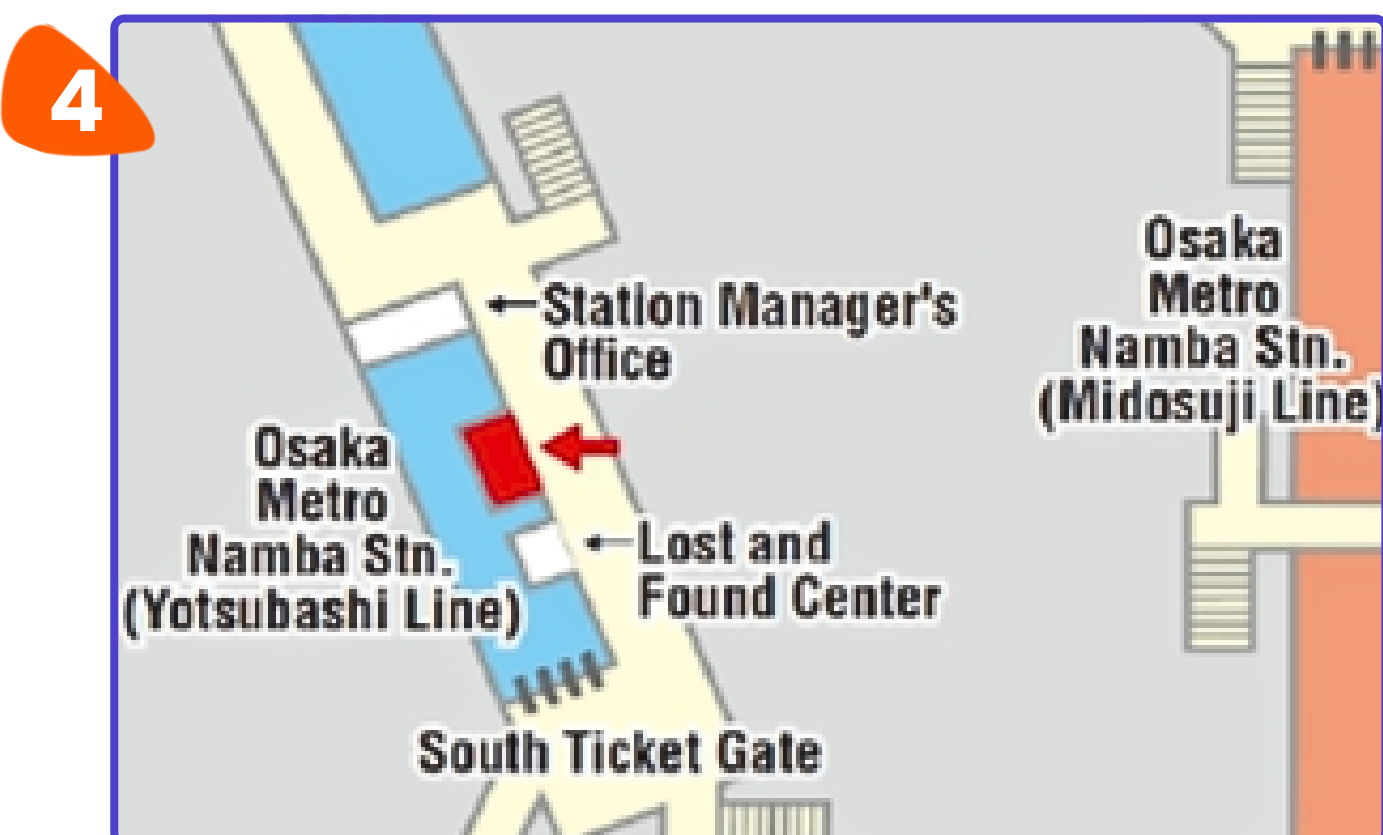 4
Osaka
Metro
Namba Stn.
(Midosuji Line)
Station Manager's
Office
Osaka
Metro
Namba Stn.
(Yotsubashi Line)
Lost and
Found Center
South Ticket Gate